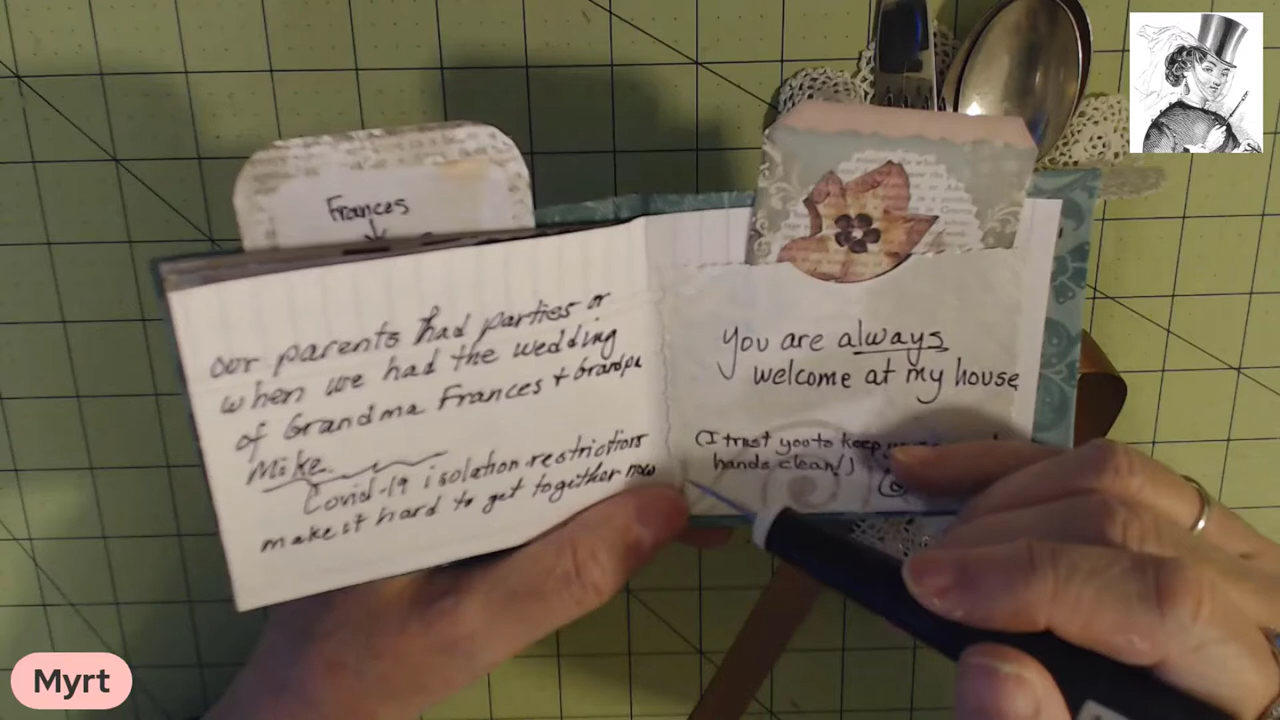 Frances
our parents had parties or
when we had the wedding
of Grandma Frances + Grandpa
Mike
Covid-19 isolation restrictions
make it hard to get together now
You are always
welcome at my house
(I trust you to keep
hands clean!)
Myrt